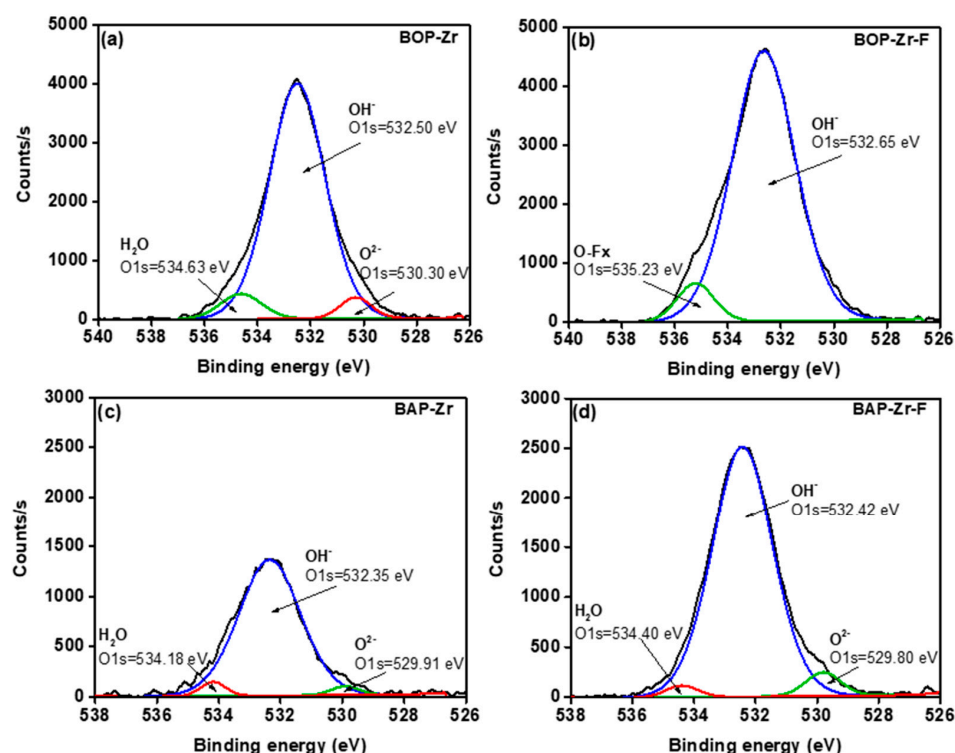 (a)
BOP-Zr
5000
4000
3000
2000
1000
0
Counts/s
OH⁻
O1s=532.50 eV
H₂O
O1s=534.63 eV
O²⁻
O1s=530.30 eV
540 538 536 534 532 530 528 526
Binding energy (eV)
(b)
BOP-Zr-F
5000
4000
3000
2000
1000
0
Counts/s
OH⁻
O1s=532.65 eV
O-Fx
O1s=535.23 eV
540 538 536 534 532 530 528 526
Binding energy (eV)
(c)
BAP-Zr
3000
2500
2000
1500
1000
500
0
Counts/s
OH⁻
O1s=532.35 eV
H₂O
O1s=534.18 eV
O²⁻
O1s=529.91 eV
538 536 534 532 530 528 526
Binding energy (eV)
(d)
BAP-Zr-F
3000
2500
2000
1500
1000
500
0
Counts/s
OH⁻
O1s=532.42 eV
H₂O
O1s=534.40 eV
O²⁻
O1s=529.80 eV
538 536 534 532 530 528 526
Binding energy (eV)